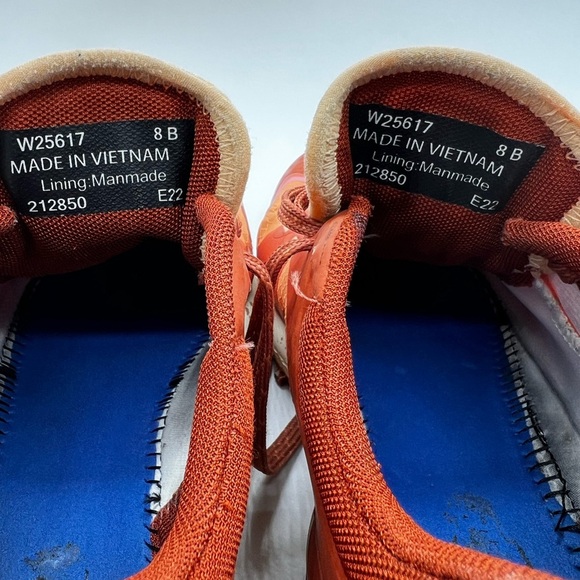 W25617 8 B
MADE IN VIETNAM
Lining:Manmade
212850 E22
W25617 8 B
MADE IN VIETNAM
Lining:Manmade
212850 E22